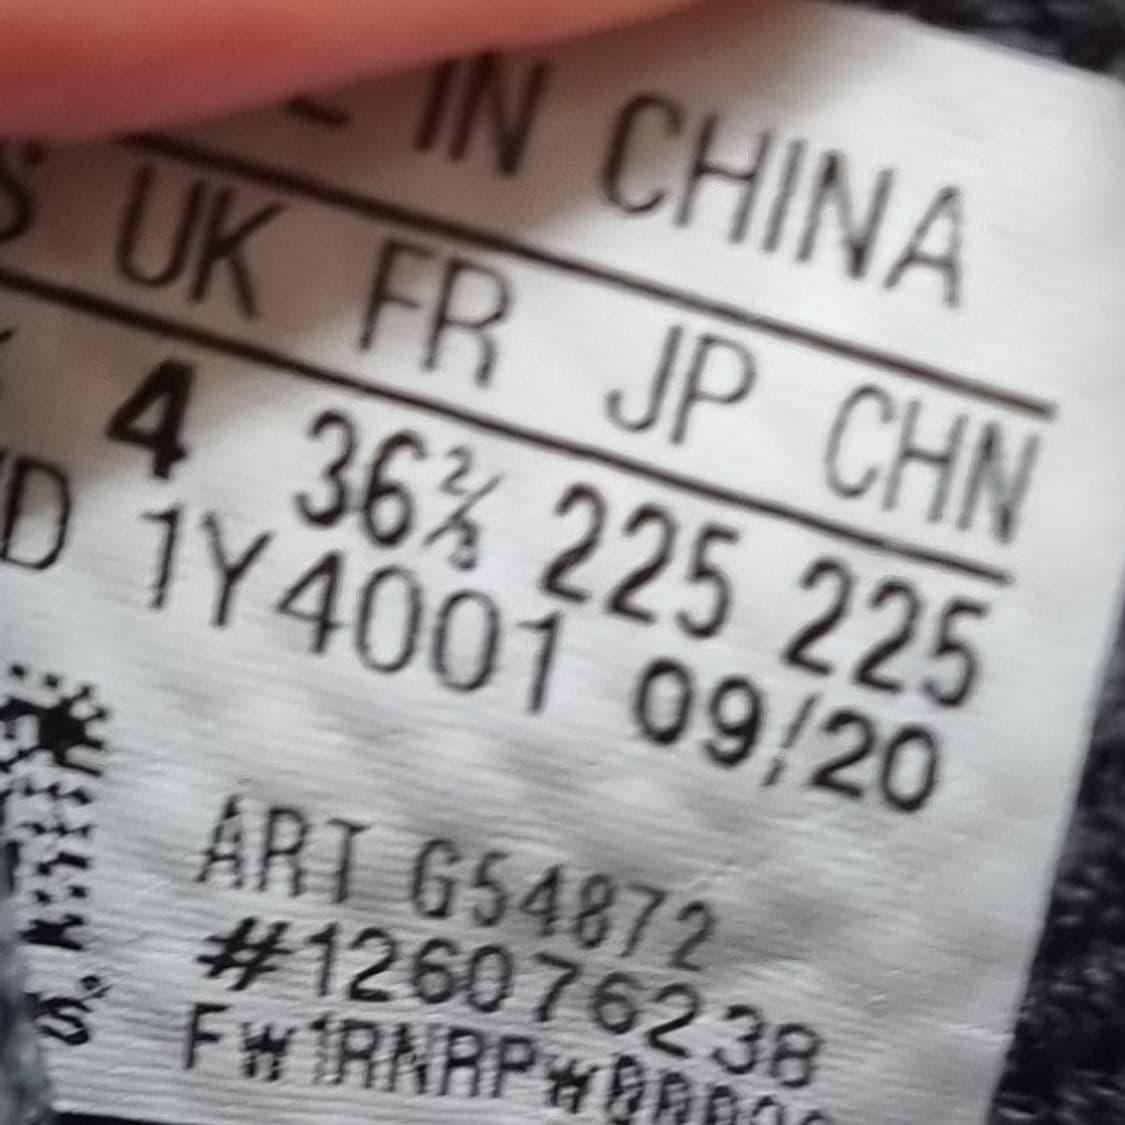 IN CHINA
UK FR JP CHN
4 36⅔ 225 225
1Y4001 09/20
ART G54872
#126076238